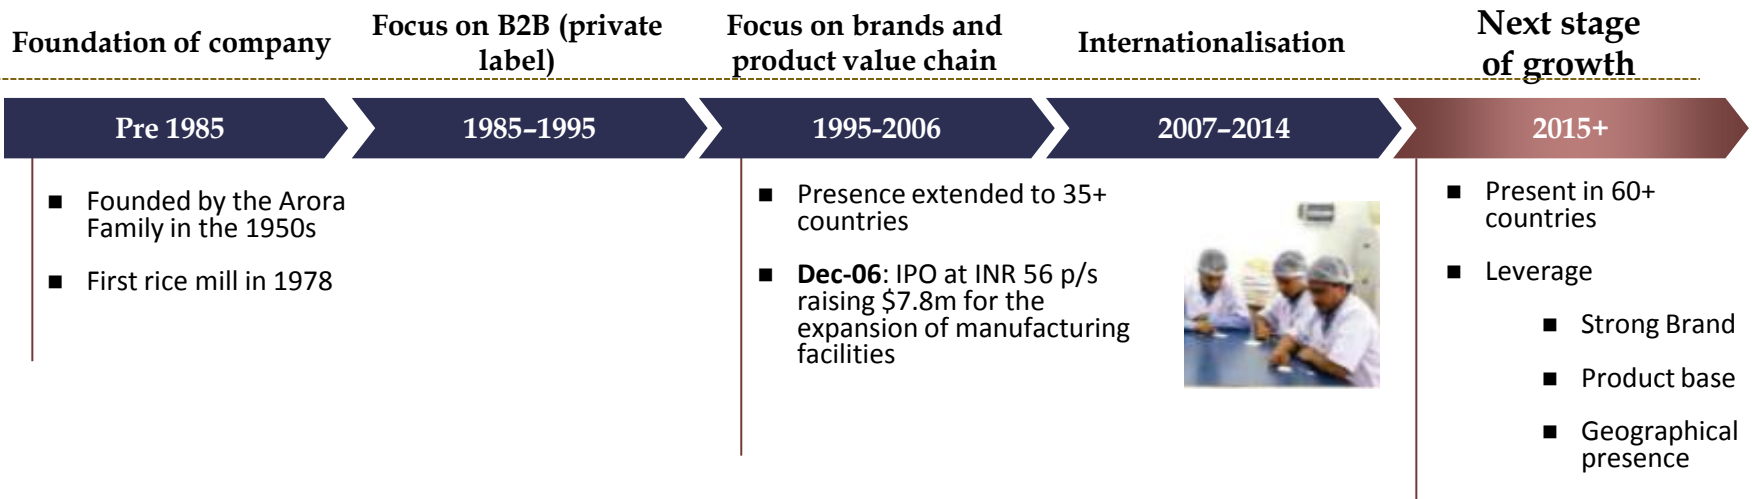 Foundation of company
Focus on B2B (private
label)
Focus on brands and
product value chain
Internationalisation
Next stage
of growth
Pre 1985
1985–1995
1995-2006
2007–2014
2015+
■ Founded by the Arora
Family in the 1950s
■ First rice mill in 1978
■ Presence extended to 35+
countries
■ Dec-06: IPO at INR 56 p/s
raising $7.8m for the
expansion of manufacturing
facilities
■ Present in 60+
countries
■ Leverage
■ Strong Brand
■ Product base
■ Geographical
presence